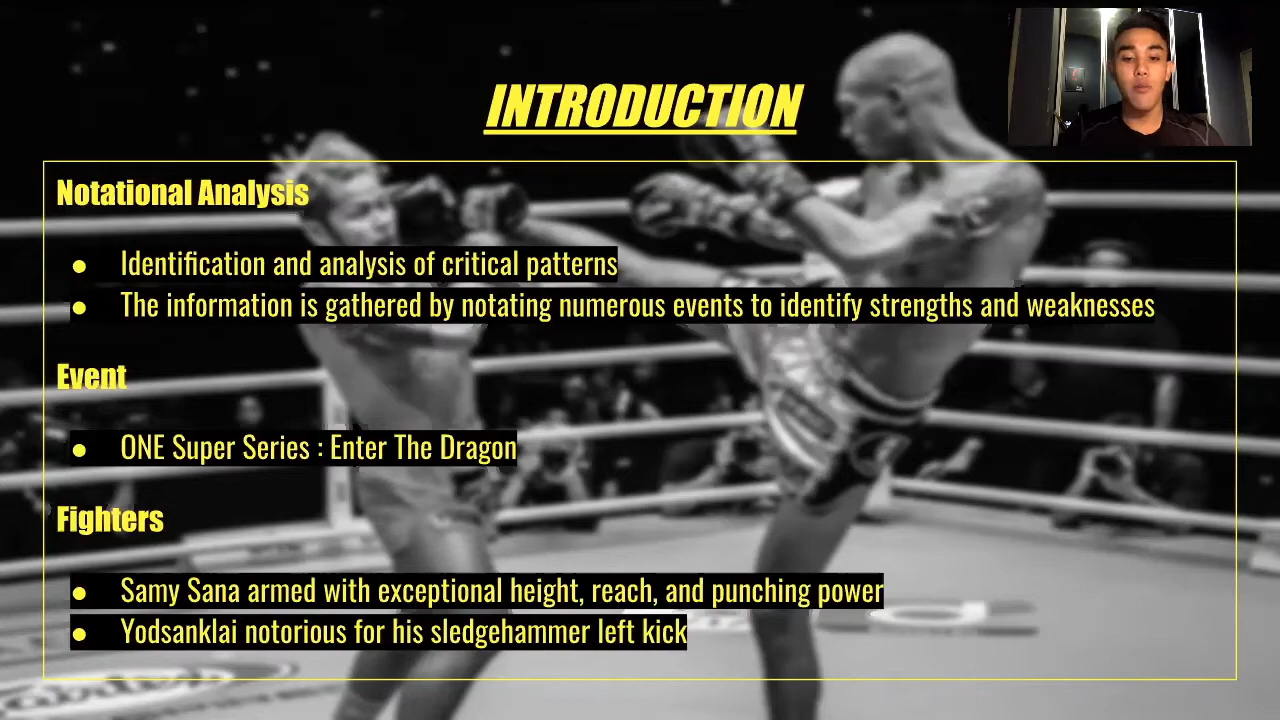 INTRODUCTION
Notational Analysis
● Identification and analysis of critical patterns
● The information is gathered by notating numerous events to identify strengths and weaknesses
Event
● ONE Super Series : Enter The Dragon
Fighters
● Samy Sana armed with exceptional height, reach, and punching power
● Yodsanklai notorious for his sledgehammer left kick